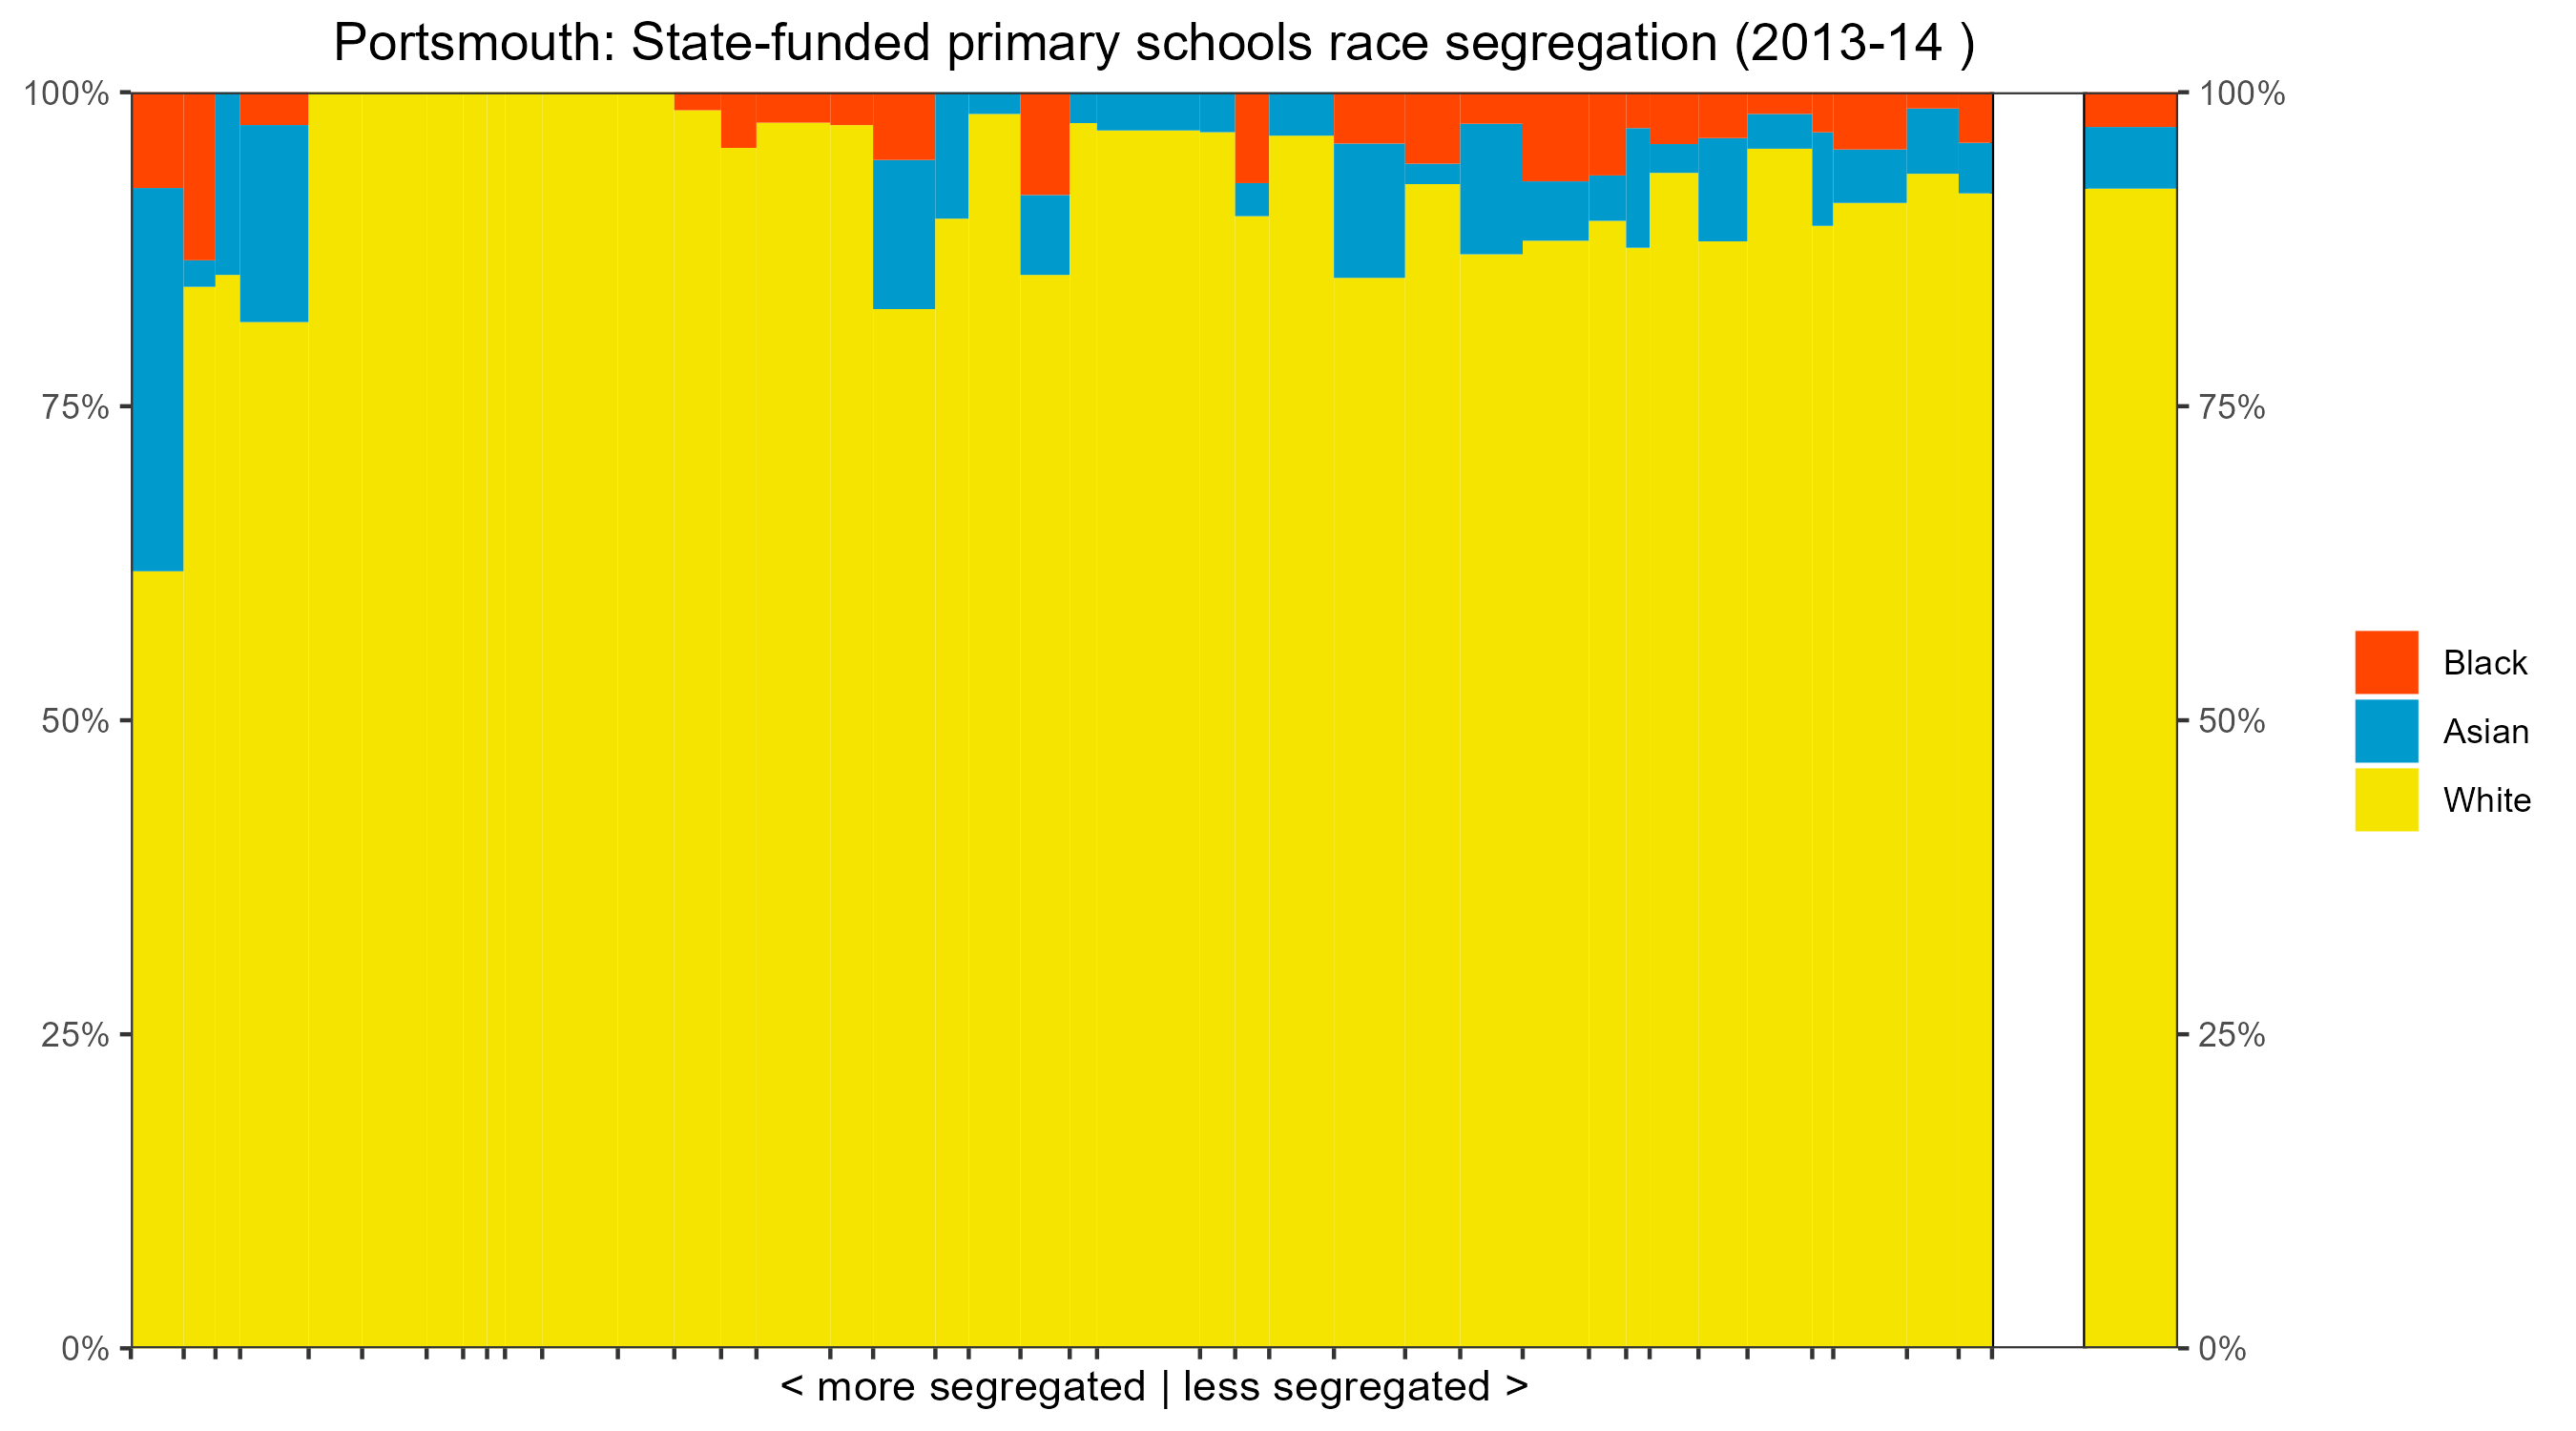 Portsmouth: State-funded primary schools race segregation (2013-14 )
100%
100%
75%
75%
50%
50%
25%
25%
0%
0%
Black
Asian
White
< more segregated | less segregated >